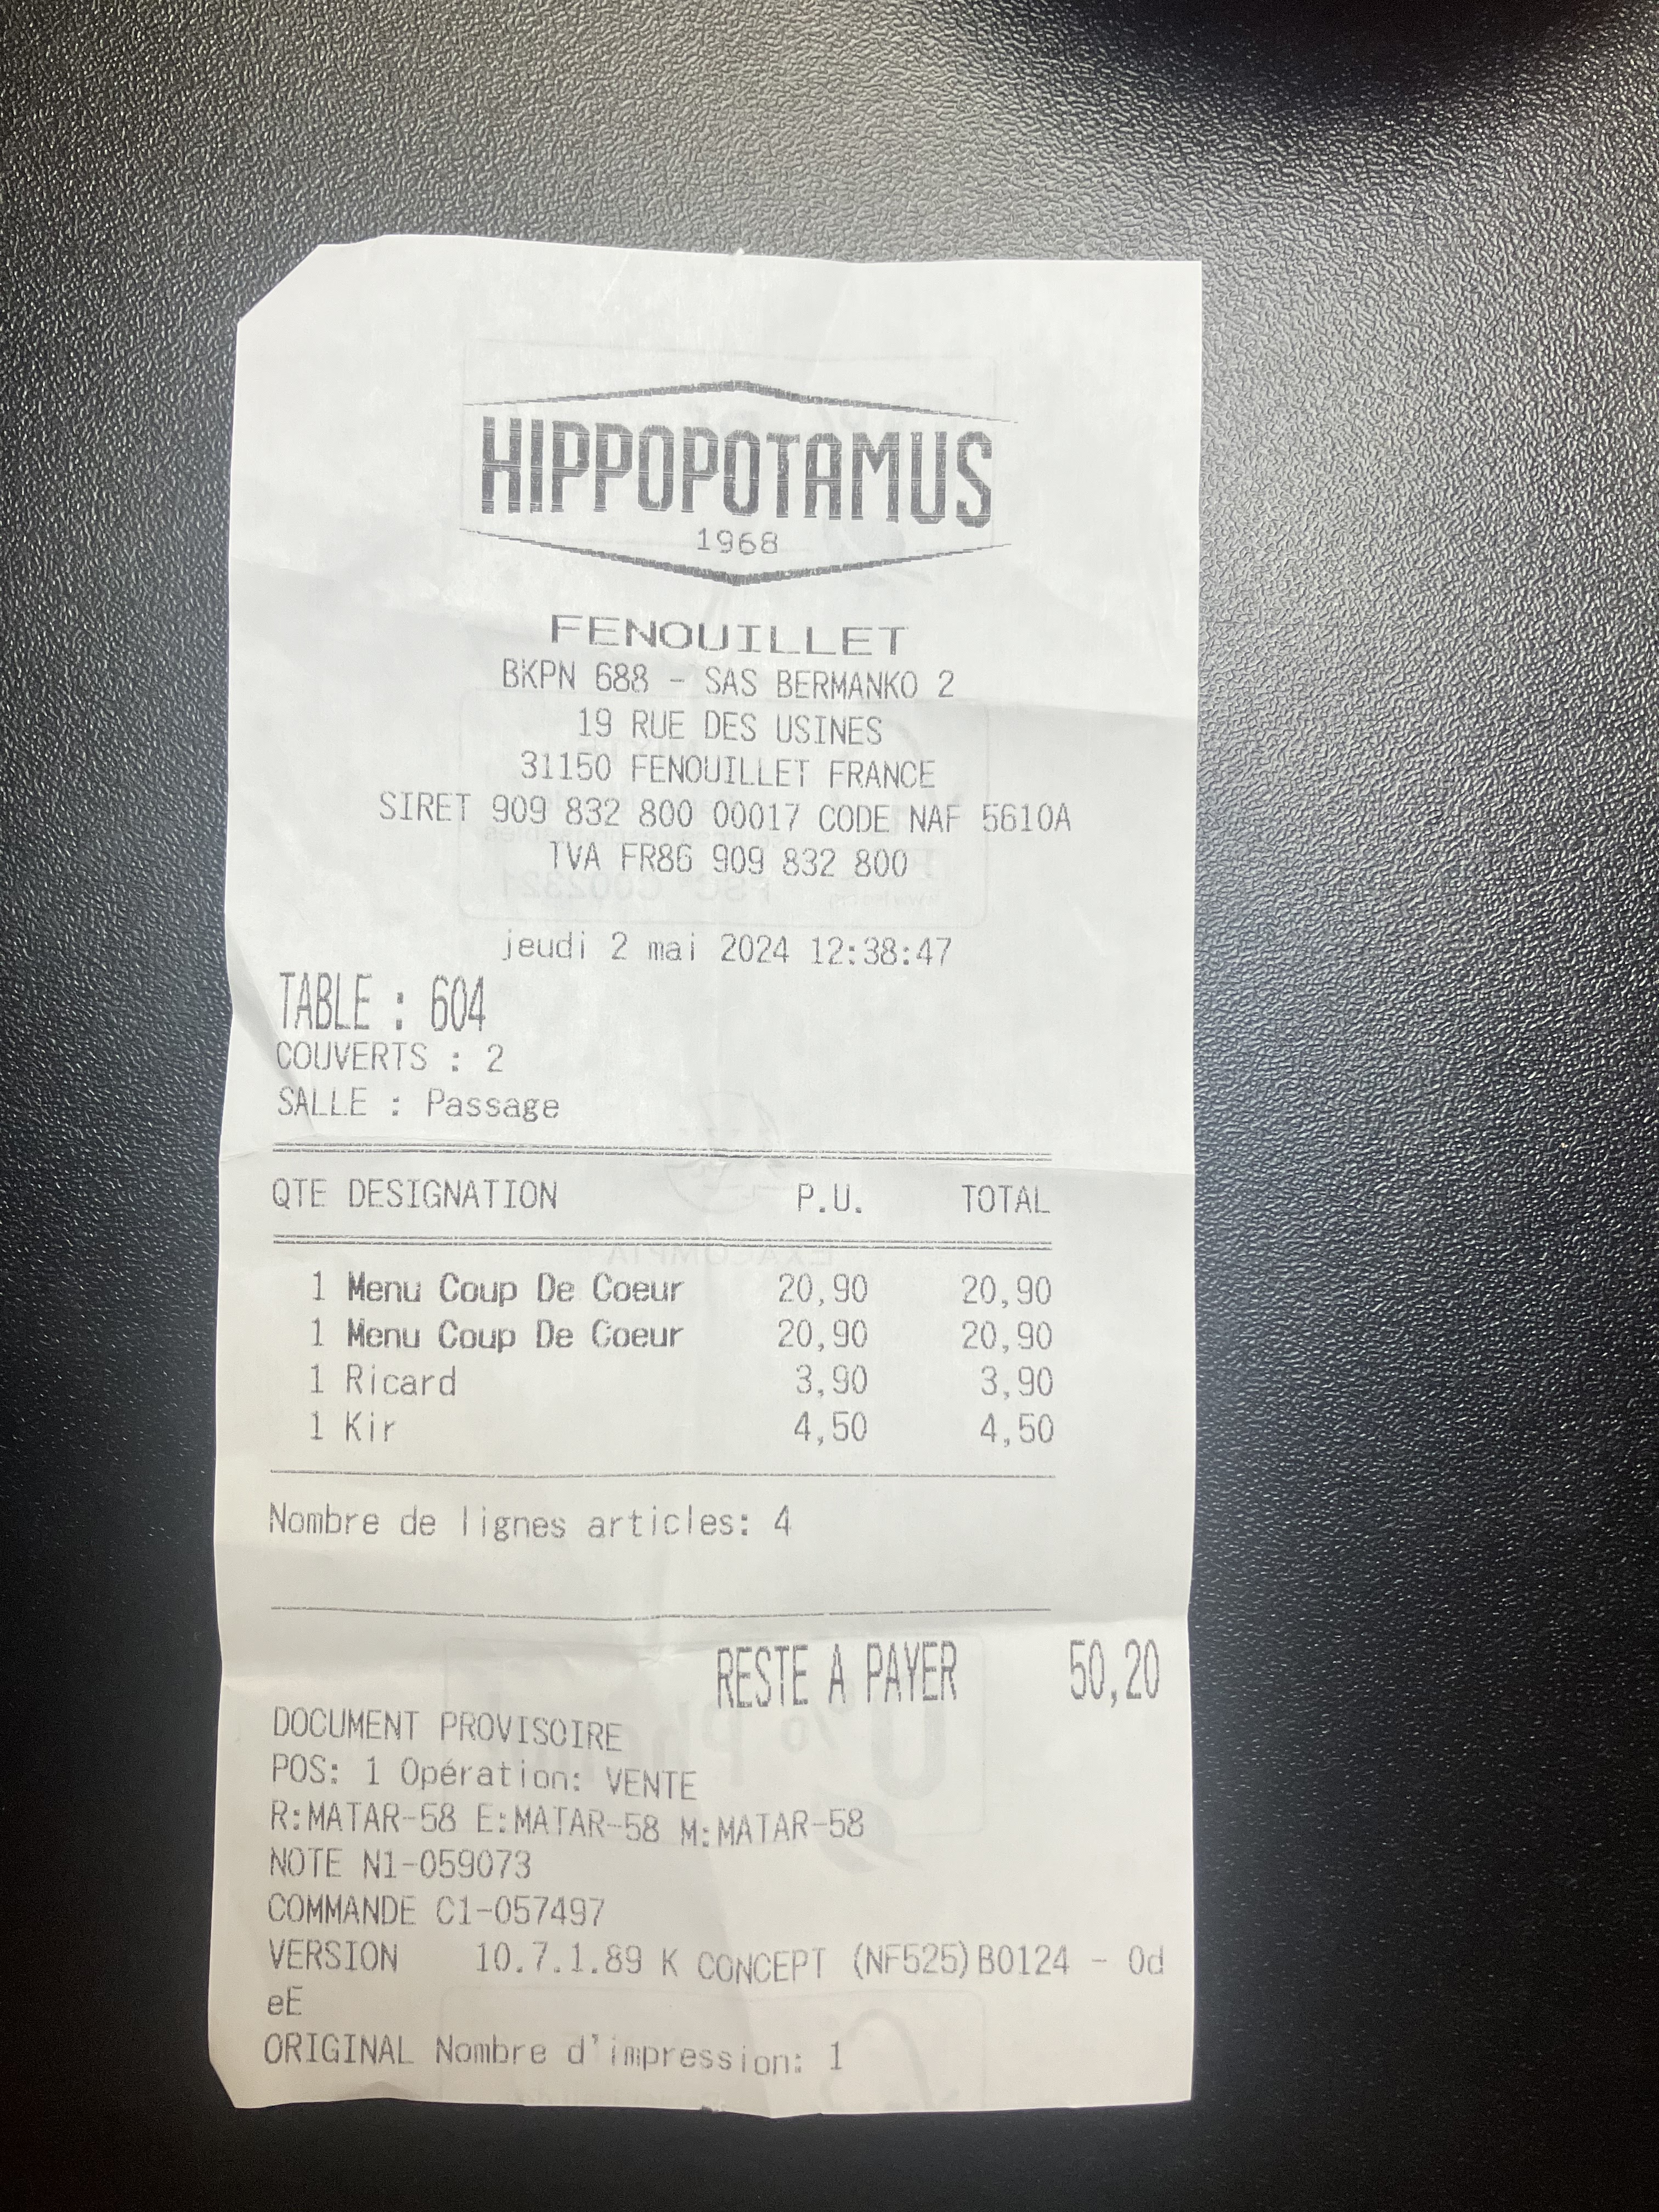 HIPPOPOTAMUS
1968
FENOUILLET
BKPN 688 - SAS BERMANKO 2
19 RUE DES USINES
31150 FENOUILLET FRANCE
SIRET 909 832 800 00017 CODE NAF 5610A
TVA FR86 909 832 800
jeudi 2 mai 2024 12:38:47
TABLE : 604
COUVERTS : 2
SALLE : Passage
QTE DESIGNATION P.U. TOTAL
1 Menu Coup De Coeur 20,90 20,90
1 Menu Coup De Coeur 20,90 20,90
1 Ricard 3,90 3,90
1 Kir 4,50 4,50
Nombre de lignes articles: 4
RESTE A PAYER 50,20
DOCUMENT PROVISOIRE
POS: 1 Opération: VENTE
R:MATAR-58 E:MATAR-58 M:MATAR-58
NOTE N1-059073
COMMANDE C1-057497
VERSION 10.7.1.89 K CONCEPT (NF525)B0124 - Od
eE
ORIGINAL Nombre d'impression: 1